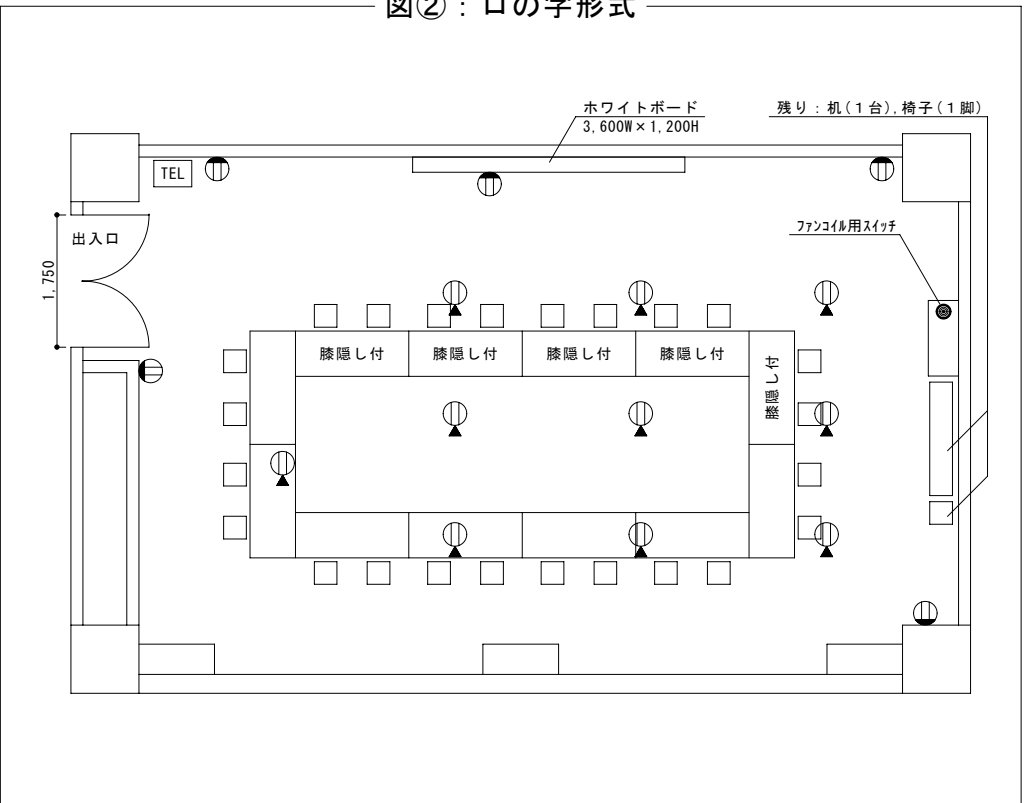 図②：ロの字形式
ホワイトボード
3,600W×1,200H
残り：机(１台),椅子(１脚)
TEL
出入口
ﾌｧﾝｺｲﾙ用ｽｲｯﾁ
1,750
膝隠し付
膝隠し付
膝隠し付
膝隠し付
膝隠し付